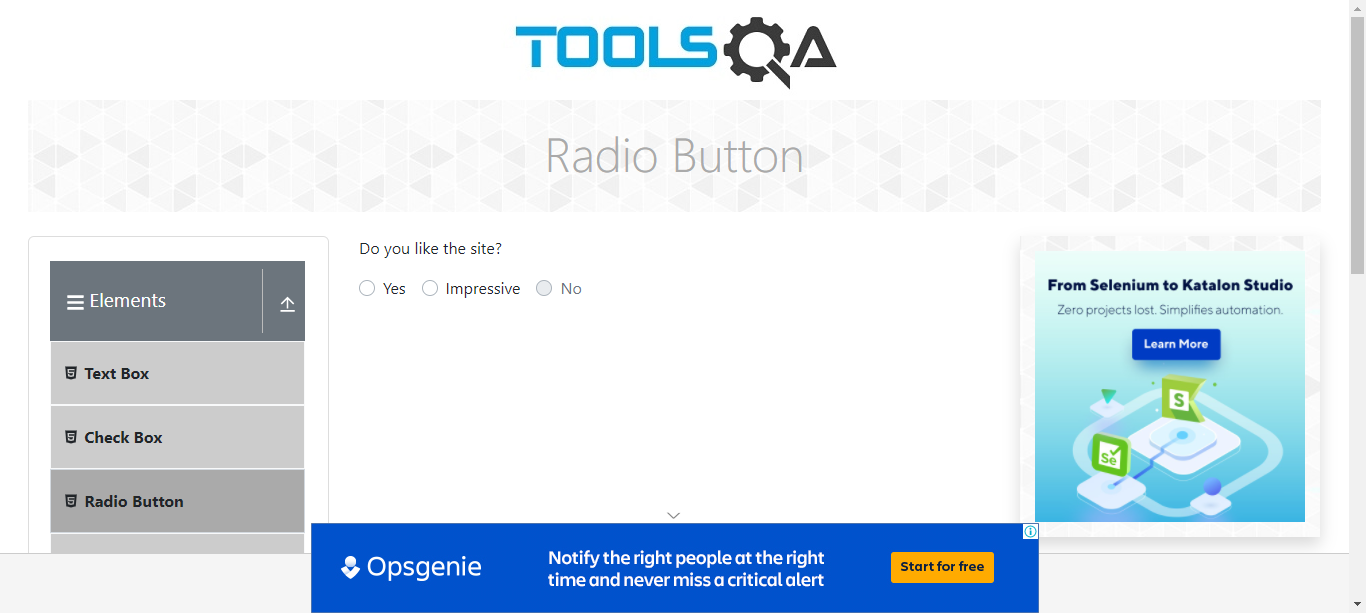 TOOLSQA
Radio Button
Elements
Text Box
Check Box
Radio Button
Do you like the site?
Yes Impressive No
From Selenium to Katalon Studio
Zero projects lost. Simplifies automation.
Learn More
S
Se
Opsgenie
Notify the right people at the right
time and never miss a critical alert
Start for free